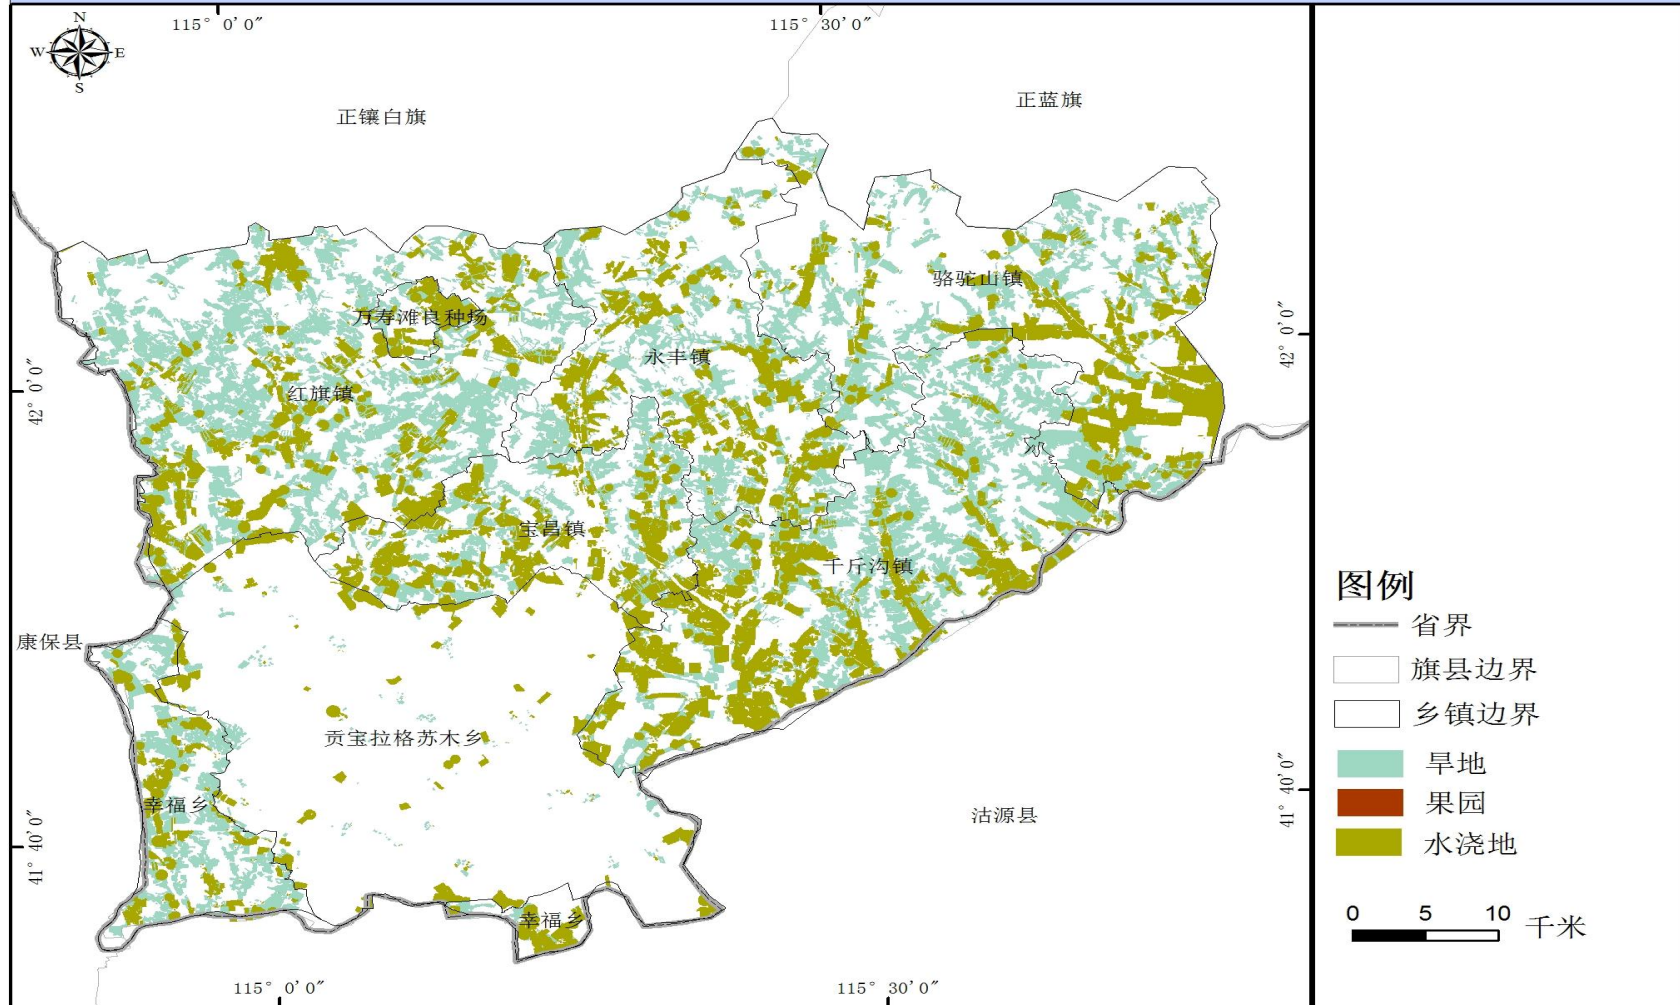 115° 0′0″
115° 30′0″
N
W
E
S
正镶白旗
正蓝旗
骆驼山镇
万寿滩良种场
永丰镇
42° 0′0″
42° 0′0″
红旗镇
宝昌镇
千斤沟镇
康保县
贡宝拉格苏木乡
幸福乡
沽源县
41° 40′0″
41° 40′0″
幸福乡
115° 0′0″
115° 30′0″
图例
省界
旗县边界
乡镇边界
旱地
果园
水浇地
0 5 10 千米